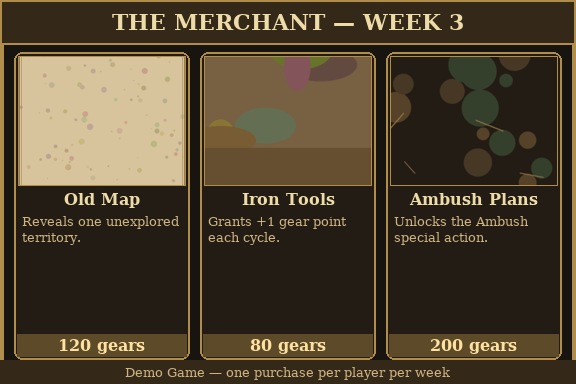 THE MERCHANT — WEEK 3
Old Map
Reveals one unexplored
territory.
120 gears
Iron Tools
Grants +1 gear point
each cycle.
80 gears
Ambush Plans
Unlocks the Ambush
special action.
200 gears
Demo Game — one purchase per player per week